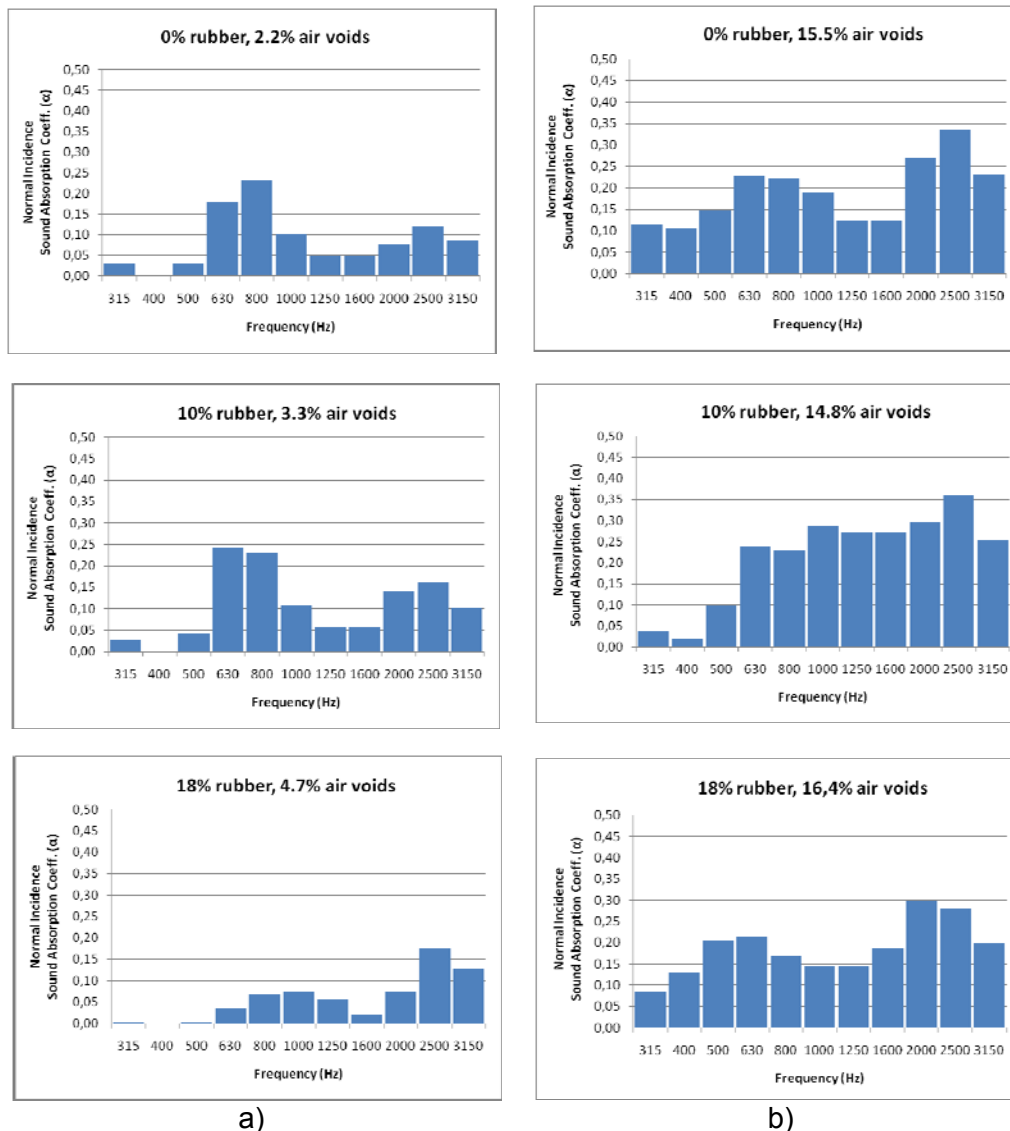 0% rubber, 2.2% air voids
Normal Incidence
Sound Absorption Coeff. (α)
0,50
0,45
0,40
0,35
0,30
0,25
0,20
0,15
0,10
0,05
0,00
315 400 500 630 800 1000 1250 1600 2000 2500 3150
Frequency (Hz)
0% rubber, 15.5% air voids
Normal Incidence
Sound Absorption Coeff. (α)
0,50
0,45
0,40
0,35
0,30
0,25
0,20
0,15
0,10
0,05
0,00
315 400 500 630 800 1000 1250 1600 2000 2500 3150
Frequency (Hz)
10% rubber, 3.3% air voids
Normal Incidence
Sound Absorption Coeff. (α)
0,50
0,45
0,40
0,35
0,30
0,25
0,20
0,15
0,10
0,05
0,00
315 400 500 630 800 1000 1250 1600 2000 2500 3150
Frequency (Hz)
10% rubber, 14.8% air voids
Normal Incidence
Sound Absorption Coeff. (α)
0,50
0,45
0,40
0,35
0,30
0,25
0,20
0,15
0,10
0,05
0,00
315 400 500 630 800 1000 1250 1600 2000 2500 3150
Frequency (Hz)
18% rubber, 4.7% air voids
Normal Incidence
Sound Absorption Coeff. (α)
0,50
0,45
0,40
0,35
0,30
0,25
0,20
0,15
0,10
0,05
0,00
315 400 500 630 800 1000 1250 1600 2000 2500 3150
Frequency (Hz)
18% rubber, 16,4% air voids
Normal Incidence
Sound Absorption Coeff. (α)
0,50
0,45
0,40
0,35
0,30
0,25
0,20
0,15
0,10
0,05
0,00
315 400 500 630 800 1000 1250 1600 2000 2500 3150
Frequency (Hz)
a)
b)